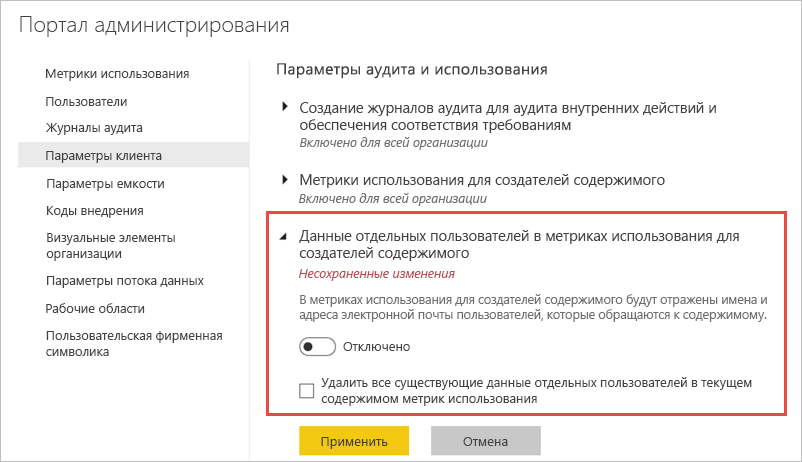 Портал администрирования
Метрики использования
Пользователи
Журналы аудита
Параметры клиента
Параметры емкости
Коды внедрения
Визуальные элементы
организации
Параметры потока данных
Рабочие области
Пользовательская фирменная
символика
Параметры аудита и использования
Создание журналов аудита для аудита внутренних действий и
обеспечения соответствия требованиям
Включено для всей организации
Метрики использования для создателей содержимого
Включено для всей организации
Данные отдельных пользователей в метриках использования для
создателей содержимого
Несохраненные изменения
В метриках использования для создателей содержимого будут отражены имена и
адреса электронной почты пользователей, которые обращаются к содержимому.
Отключено
Удалить все существующие данные отдельных пользователей в текущем
содержимом метрик использования
Применить
Отмена